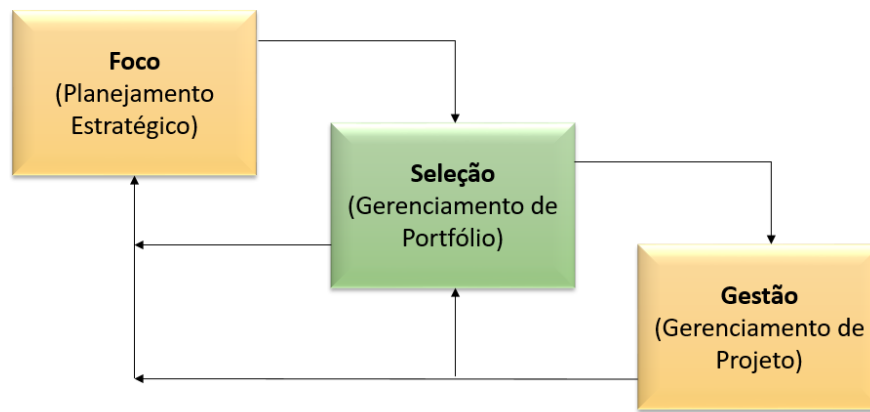 Foco
(Planejamento
Estratégico)
Seleção
(Gerenciamento de
Portfólio)
Gestão
(Gerenciamento de
Projeto)